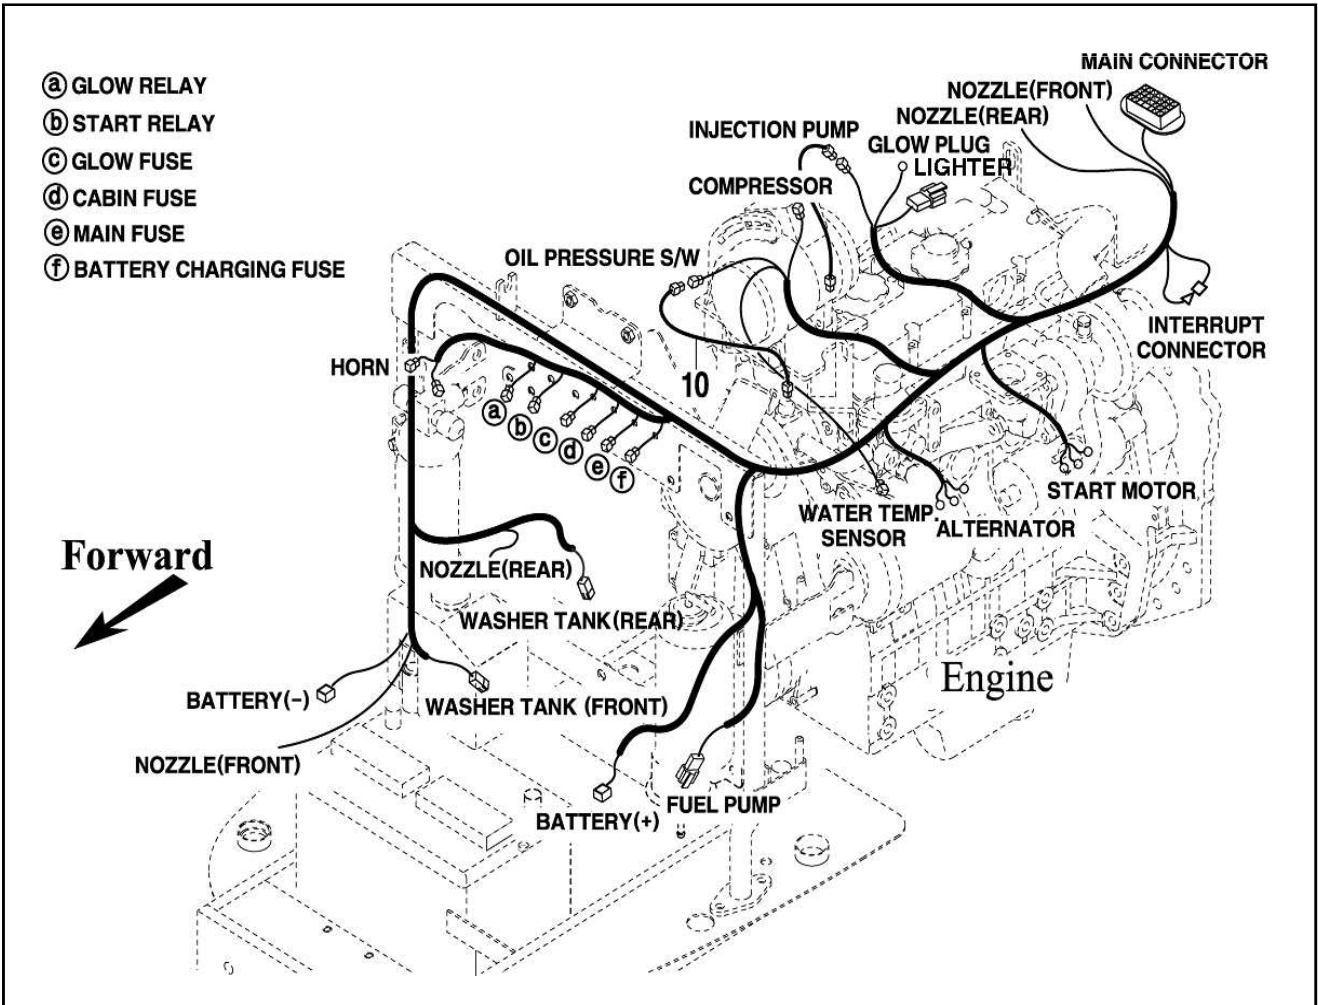 ⓐ GLOW RELAY
ⓑ START RELAY
ⓒ GLOW FUSE
ⓓ CABIN FUSE
ⓔ MAIN FUSE
ⓕ BATTERY CHARGING FUSE
MAIN CONNECTOR
NOZZLE(FRONT)
NOZZLE(REAR)
INJECTION PUMP
GLOW PLUG
LIGHTER
COMPRESSOR
OIL PRESSURE S/W
INTERRUPT
CONNECTOR
HORN
10
ⓐ
ⓑ
ⓒ
ⓓ
ⓔ
ⓕ
START MOTOR
WATER TEMP.
SENSOR
ALTERNATOR
Forward
NOZZLE(REAR)
WASHER TANK(REAR)
Engine
BATTERY(−)
WASHER TANK (FRONT)
NOZZLE(FRONT)
FUEL PUMP
BATTERY(+)